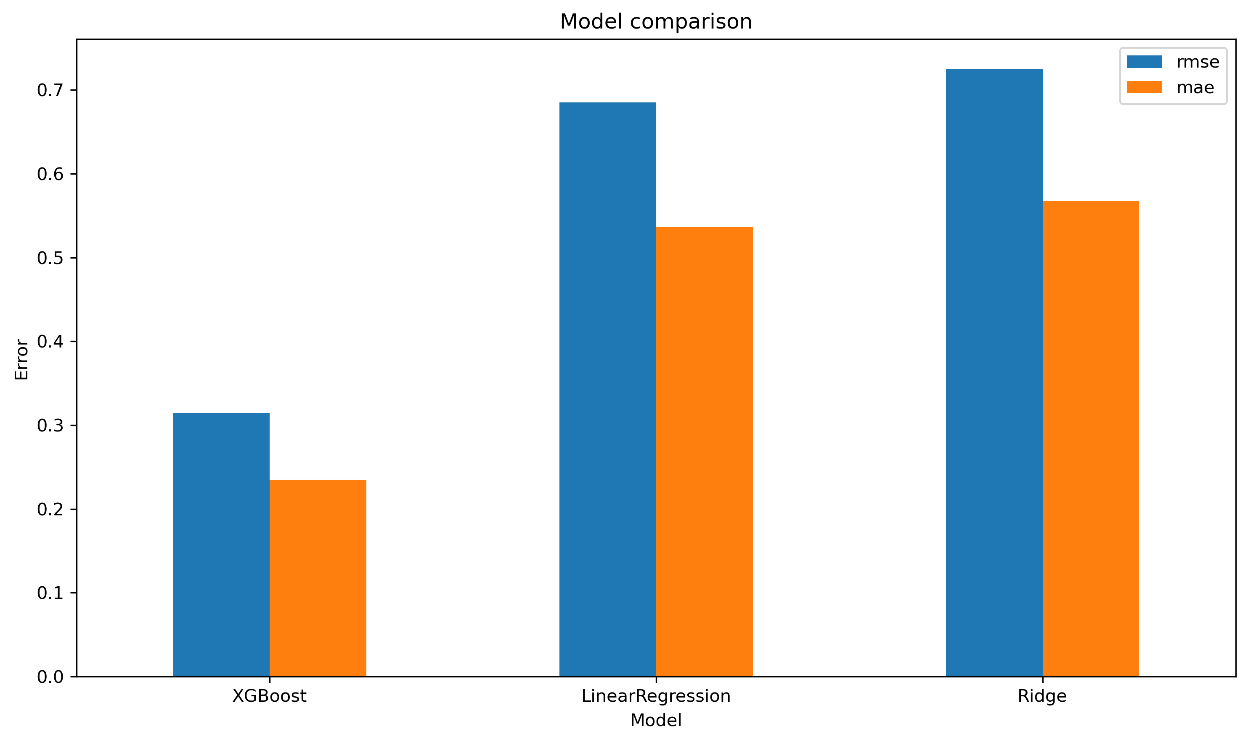 Model comparison
rmse
mae
Error
0.7
0.6
0.5
0.4
0.3
0.2
0.1
0.0
XGBoost
LinearRegression
Ridge
Model